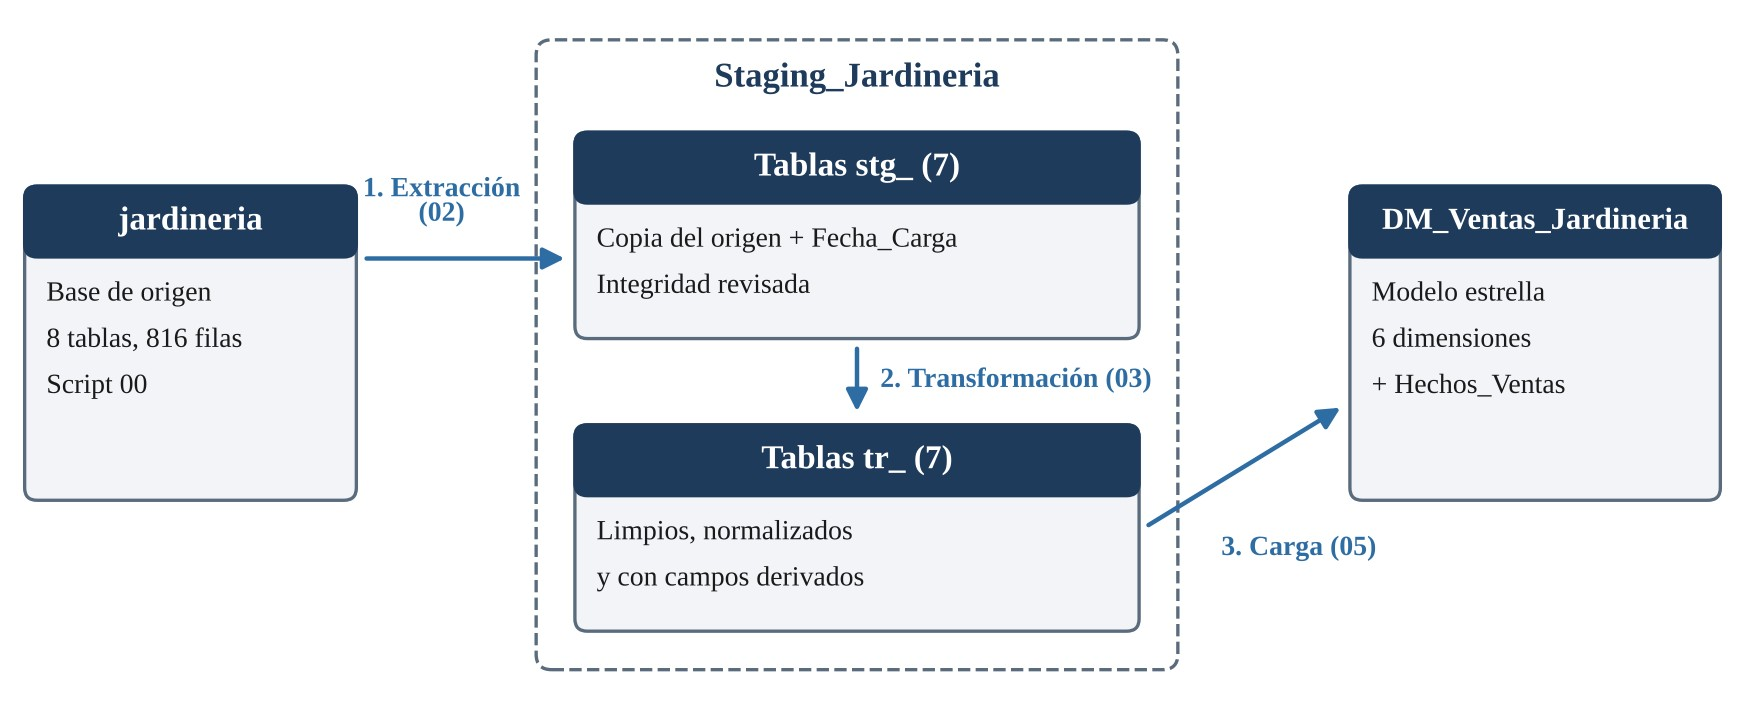 jardineria
Base de origen
8 tablas, 816 filas
Script 00
1. Extracción
(02)
Staging_Jardineria
Tablas stg_ (7)
Copia del origen + Fecha_Carga
Integridad revisada
2. Transformación (03)
Tablas tr_ (7)
Limpios, normalizados
y con campos derivados
3. Carga (05)
DM_Ventas_Jardineria
Modelo estrella
6 dimensiones
+ Hechos_Ventas